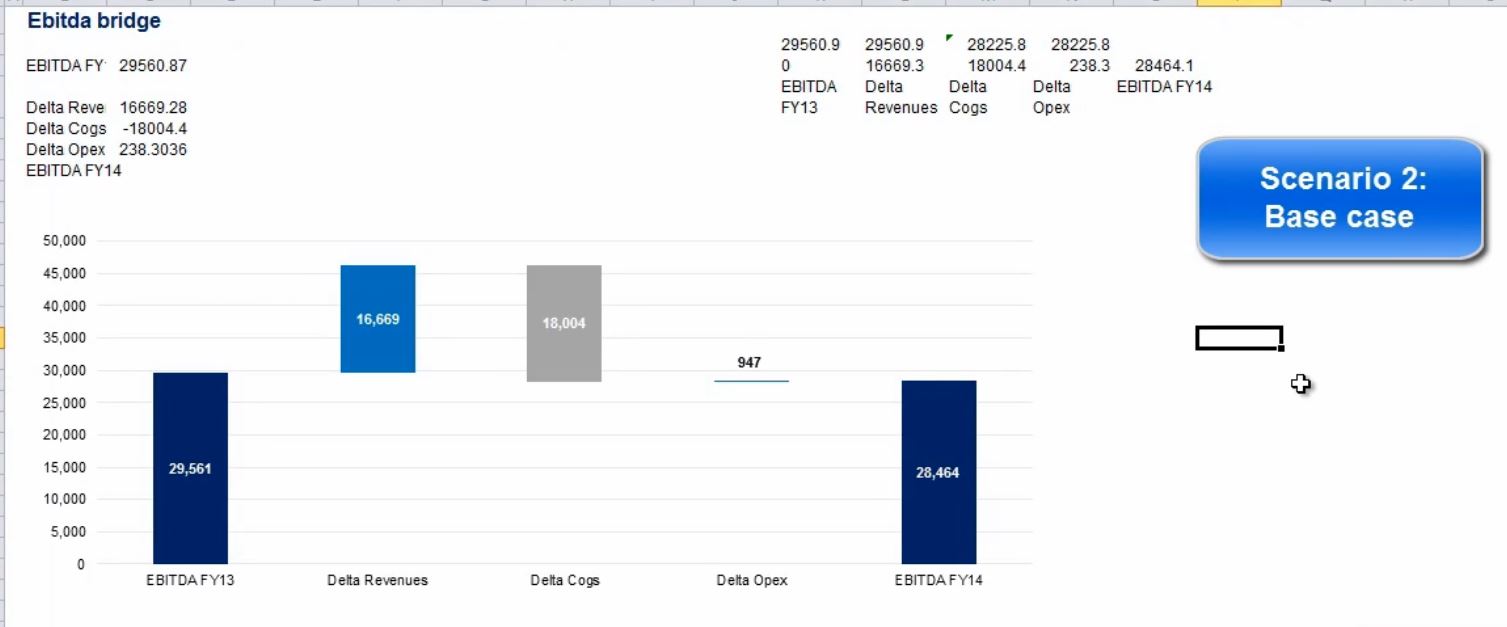 Ebitda bridge
29560.9 29560.9 28225.8 28225.8
EBITDA FY 29560.87 0 16669.3 18004.4 238.3 28464.1
EBITDA Delta Delta Delta EBITDA FY14
Delta Reve 16669.28 FY13 Revenues Cogs Opex
Delta Cogs -18004.4
Delta Opex 238.3036
EBITDA FY14
Scenario 2:
Base case
50,000
45,000
40,000
35,000
30,000
25,000
20,000
15,000
10,000
5,000
0
16,669
18,004
947
29,561
28,464
EBITDA FY13 Delta Revenues Delta Cogs Delta Opex EBITDA FY14